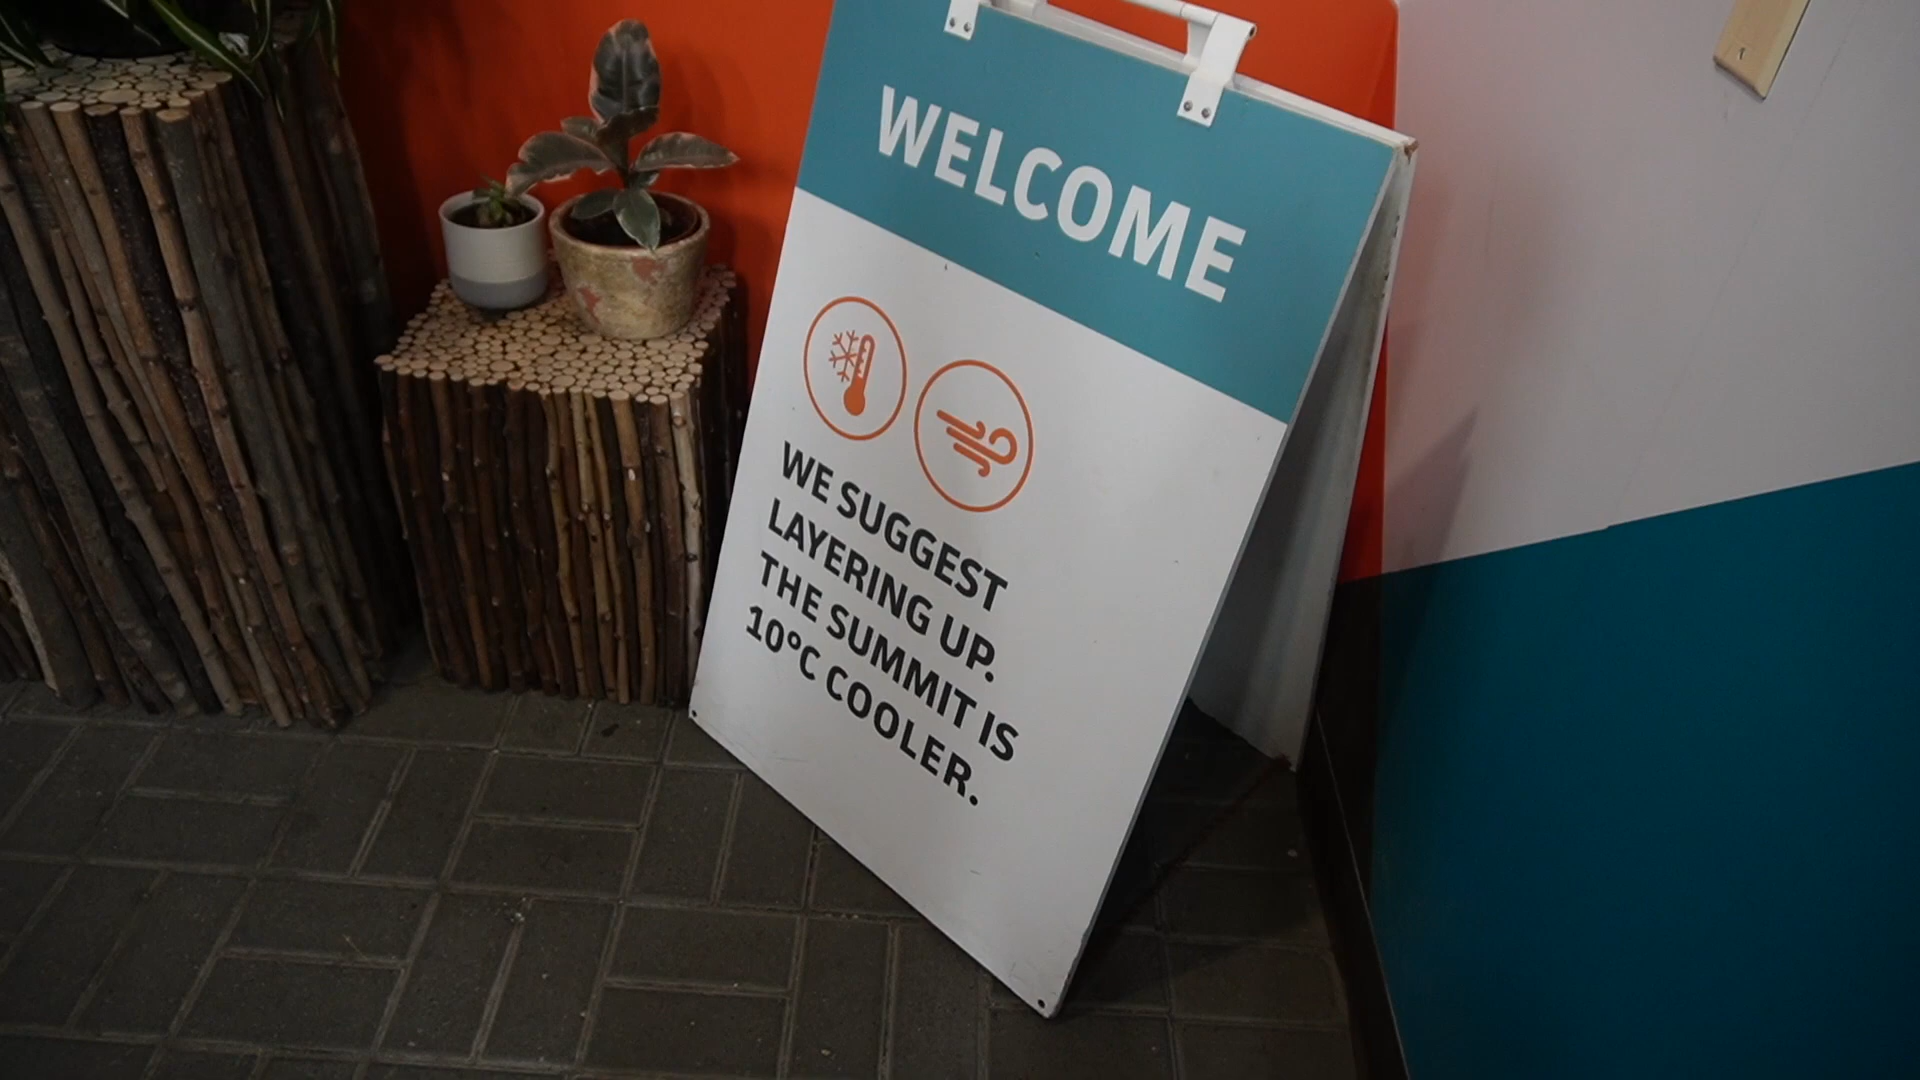 WELCOME
WE SUGGEST
LAYERING UP.
THE SUMMIT IS
10°C COOLER.